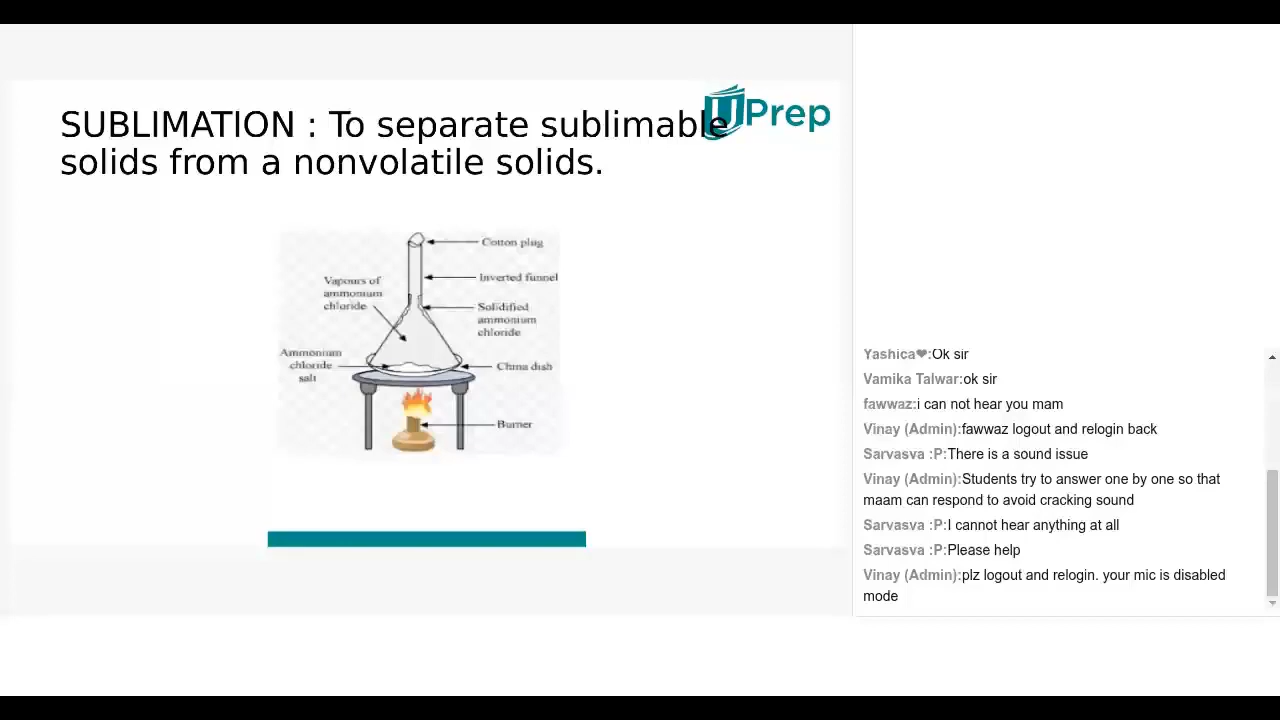 SUBLIMATION : To separate sublimable
solids from a nonvolatile solids.
UPrep
Cotton plug
Inverted funnel
Vapours of
ammonium
chloride
Solidified
ammonium
chloride
Ammonium
chloride
salt
China dish
Burner
Yashica❤:Ok sir
Vamika Talwar:ok sir
fawwaz:i can not hear you mam
Vinay (Admin):fawwaz logout and relogin back
Sarvasva :P:There is a sound issue
Vinay (Admin):Students try to answer one by one so that
maam can respond to avoid cracking sound
Sarvasva :P:I cannot hear anything at all
Sarvasva :P:Please help
Vinay (Admin):plz logout and relogin. your mic is disabled
mode